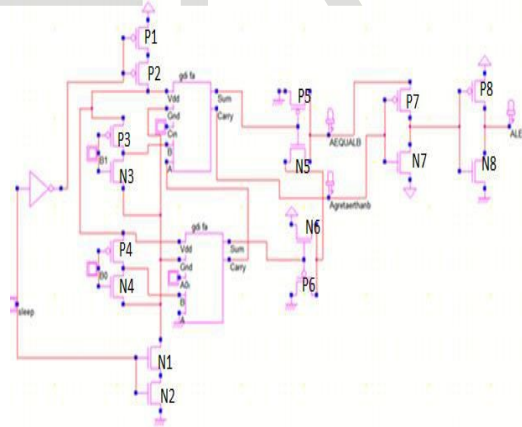 P1
P2
gdi fa
Vdd
Gnd
Cin
B
A
Sum
Carry
P3
B1
N3
P5
N5
AEQUALB
Agretaerthanb
P7
N7
P8
N8
ALE
P4
B0
N4
gdi fa
Vdd
Gnd
B
A
Sum
Carry
N6
P6
sleep
N1
N2